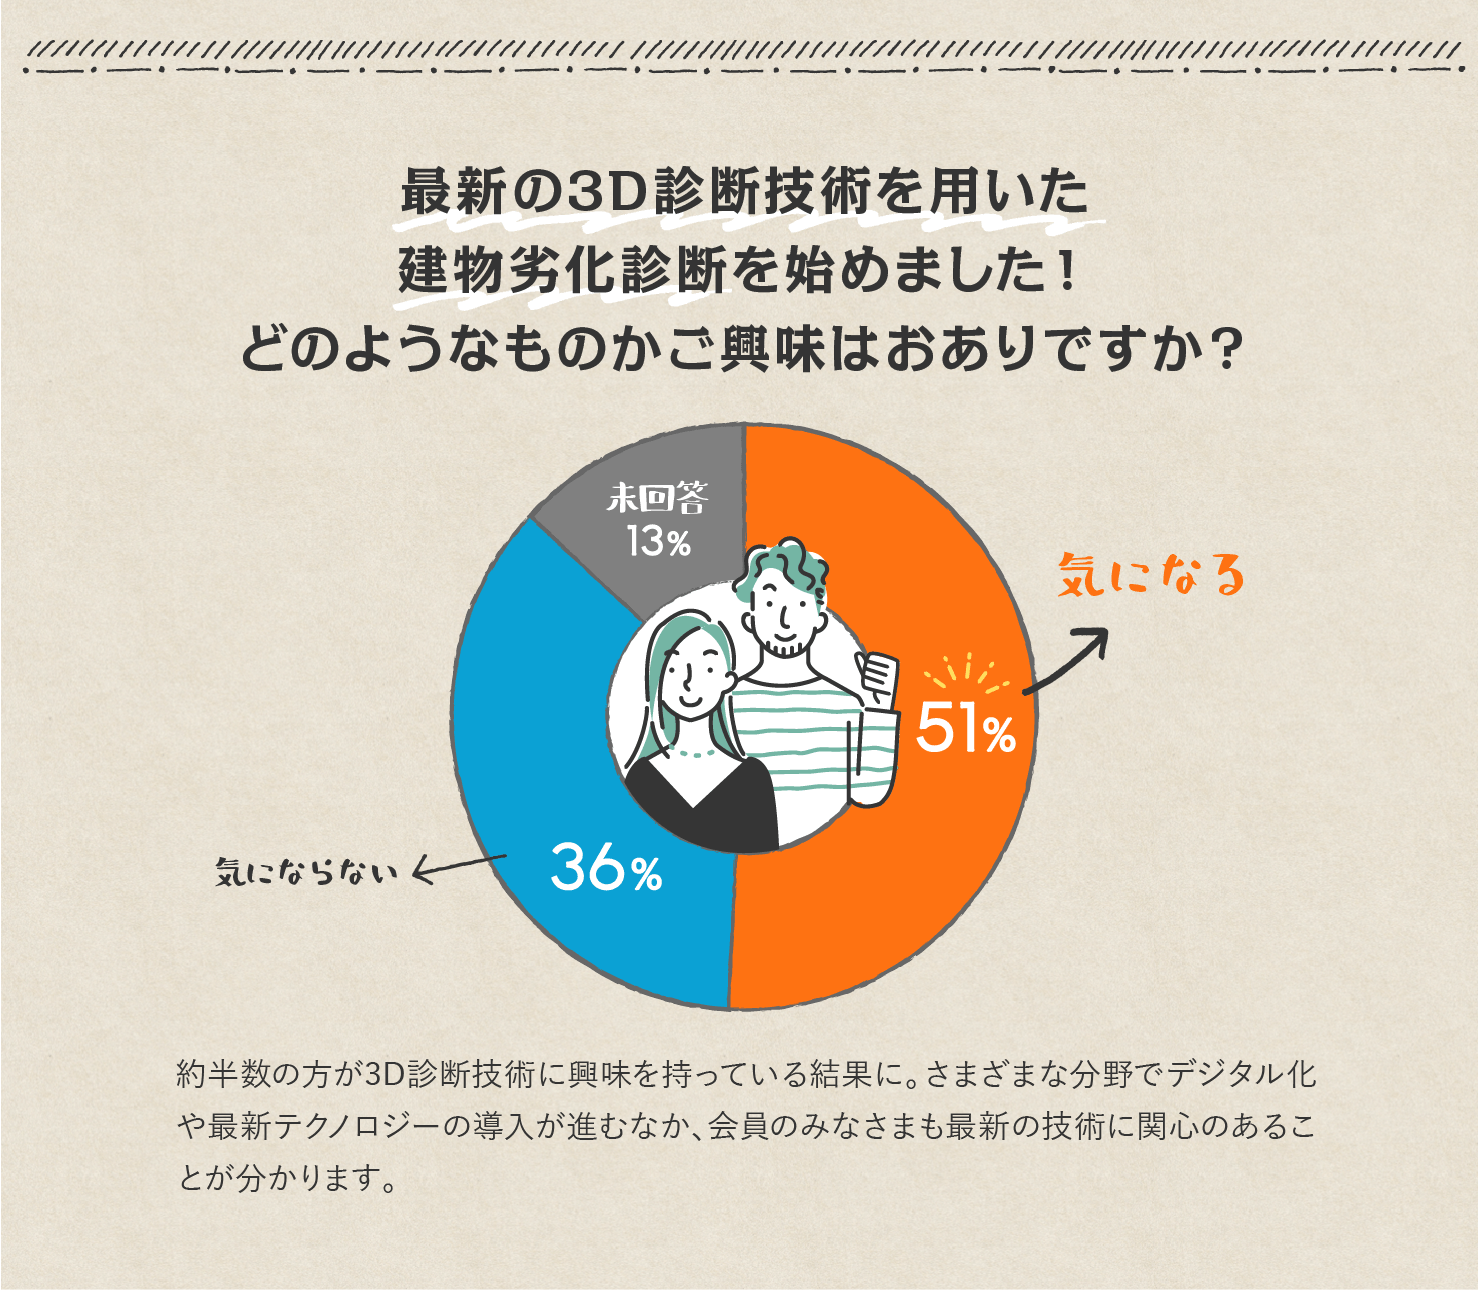 最新の3D診断技術を用いた
建物劣化診断を始めました!
どのようなものかご興味はおありですか?
未回答
13%
気になる
51%
36%
気にならない
約半数の方が3D診断技術に興味を持っている結果に。さまざまな分野でデジタル化
や最新テクノロジーの導入が進むなか、会員のみなさまも最新の技術に関心のあるこ
とが分かります。